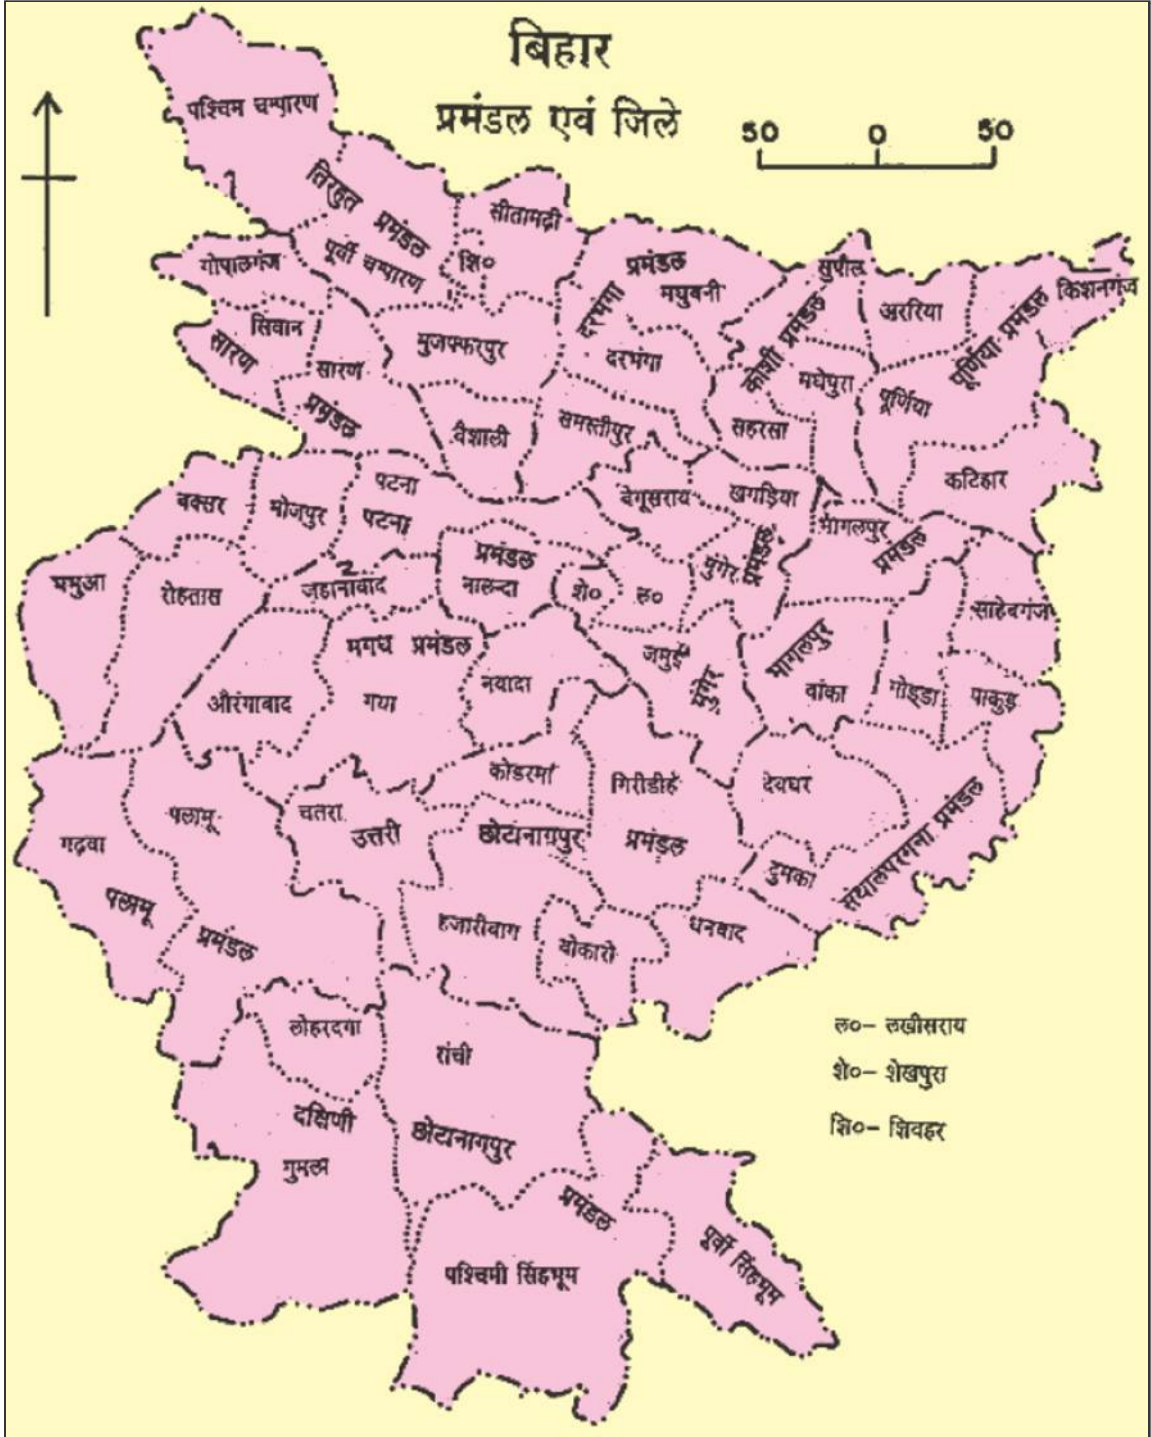 बिहार
प्रमंडल एवं जिले
50 0 50
पश्चिम चम्पारण
तिरहुत प्रमंडल
सीतामढ़ी
पूर्वी चम्पारण
शि०
गोपालगंज
प्रमंडल
मधुबनी
सुपौल
किशनगंज
दरभंगा
अररिया
कोशी प्रमंडल
पूर्णिया प्रमंडल
सिवान
सारण
सारण
मुजफ्फरपुर
दरभंगा
मधेपुरा
पूर्णिया
प्रमंडल
वैशाली
समस्तीपुर
सहरसा
कटिहार
पटना
बक्सर
भोजपुर
पटना
बेगूसराय
खगड़िया
भागलपुर
प्रमंडल
प्रमंडल
भभुआ
रोहतास
जहानाबाद
नालन्दा
शे०
ल०
मुंगेर
प्रमंडल
साहेबगंज
मगध प्रमंडल
जमुई
भागलपुर
औरंगाबाद
गया
नवादा
मुंगेर
बांका
गोड्डा
पाकुड़
कोडरमां
गिरीडीह
देवघर
पलामू
चतरा
उत्तरी
छोटानागपुर
प्रमंडल
संथालपरगना प्रमंडल
गढ़वा
दुमका
पलामू
प्रमंडल
हजारीबाग
बोकारो
धनबाद
लोहरदगा
रांची
ल०– लखीसराय
शे०– शेखपुरा
शि०– शिवहर
दक्षिणी
छोटानागपुर
गुमला
प्रमंडल
पश्चिमी सिंहभूम
पूर्वी सिंहभूम